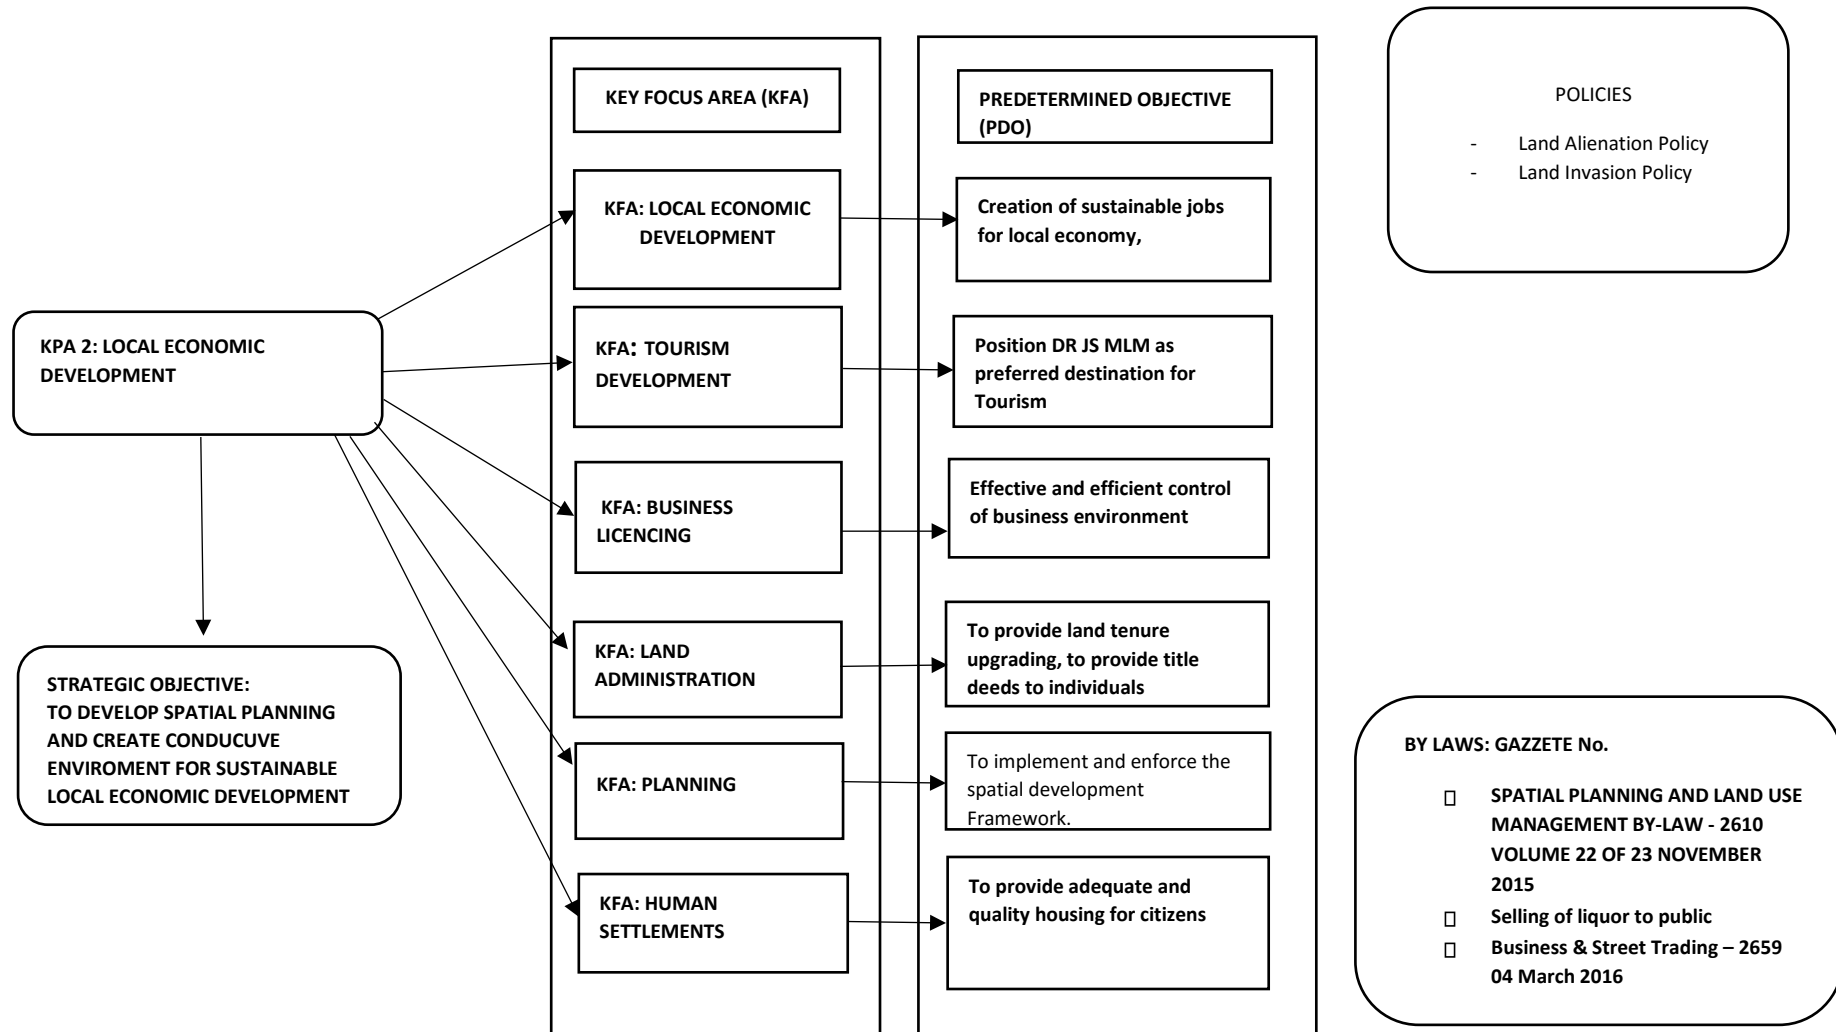 KPA 2: LOCAL ECONOMIC
DEVELOPMENT
STRATEGIC OBJECTIVE:
TO DEVELOP SPATIAL PLANNING
AND CREATE CONDUCUVE
ENVIROMENT FOR SUSTAINABLE
LOCAL ECONOMIC DEVELOPMENT
KEY FOCUS AREA (KFA)
KFA: LOCAL ECONOMIC
DEVELOPMENT
KFA: TOURISM
DEVELOPMENT
KFA: BUSINESS
LICENCING
KFA: LAND
ADMINISTRATION
KFA: PLANNING
KFA: HUMAN
SETTLEMENTS
PREDETERMINED OBJECTIVE
(PDO)
Creation of sustainable jobs
for local economy,
Position DR JS MLM as
preferred destination for
Tourism
Effective and efficient control
of business environment
To provide land tenure
upgrading, to provide title
deeds to individuals
To implement and enforce the
spatial development
Framework.
To provide adequate and
quality housing for citizens
POLICIES
- Land Alienation Policy
- Land Invasion Policy
BY LAWS: GAZZETE No.
SPATIAL PLANNING AND LAND USE
MANAGEMENT BY-LAW - 2610
VOLUME 22 OF 23 NOVEMBER
2015
Selling of liquor to public
Business & Street Trading – 2659
04 March 2016